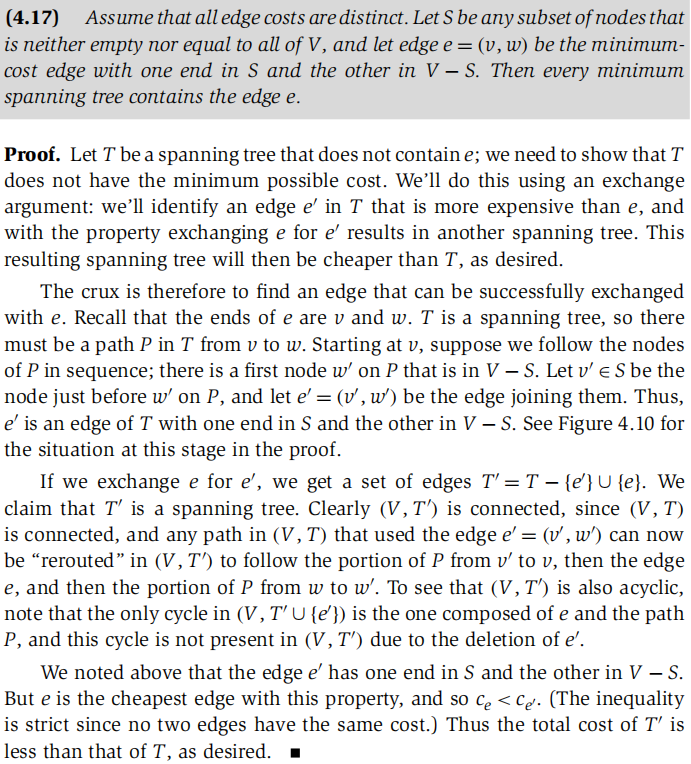 (4.17) Assume that all edge costs are distinct. Let S be any subset of nodes that
is neither empty nor equal to all of V, and let edge e = (v, w) be the minimum-
cost edge with one end in S and the other in V − S. Then every minimum
spanning tree contains the edge e.
Proof. Let T be a spanning tree that does not contain e; we need to show that T
does not have the minimum possible cost. We'll do this using an exchange
argument: we'll identify an edge e′ in T that is more expensive than e, and
with the property exchanging e for e′ results in another spanning tree. This
resulting spanning tree will then be cheaper than T, as desired.
The crux is therefore to find an edge that can be successfully exchanged
with e. Recall that the ends of e are v and w. T is a spanning tree, so there
must be a path P in T from v to w. Starting at v, suppose we follow the nodes
of P in sequence; there is a first node w′ on P that is in V − S. Let v′ ∈ S be the
node just before w′ on P, and let e′ = (v′, w′) be the edge joining them. Thus,
e′ is an edge of T with one end in S and the other in V − S. See Figure 4.10 for
the situation at this stage in the proof.
If we exchange e for e′, we get a set of edges T′ = T − {e′} ∪ {e}. We
claim that T′ is a spanning tree. Clearly (V, T′) is connected, since (V, T)
is connected, and any path in (V, T) that used the edge e′ = (v′, w′) can now
be "rerouted" in (V, T′) to follow the portion of P from v′ to v, then the edge
e, and then the portion of P from w to w′. To see that (V, T′) is also acyclic,
note that the only cycle in (V, T′ ∪ {e′}) is the one composed of e and the path
P, and this cycle is not present in (V, T′) due to the deletion of e′.
We noted above that the edge e′ has one end in S and the other in V − S.
But e is the cheapest edge with this property, and so cₑ < cₑ′. (The inequality
is strict since no two edges have the same cost.) Thus the total cost of T′ is
less than that of T, as desired. ■